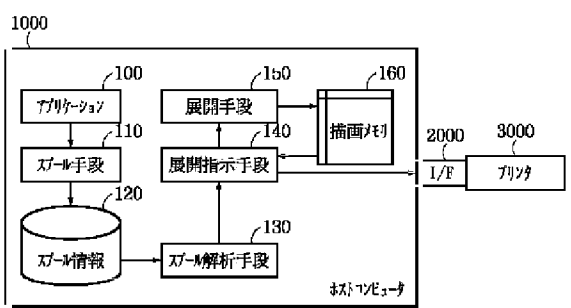 1000
100
150
160
アプリケーション
展開手段
描画メモリ
110
140
2000
3000
スプール手段
展開指示手段
I/F
プリンタ
120
130
スプール情報
スプール解析手段
ホストコンピュータ